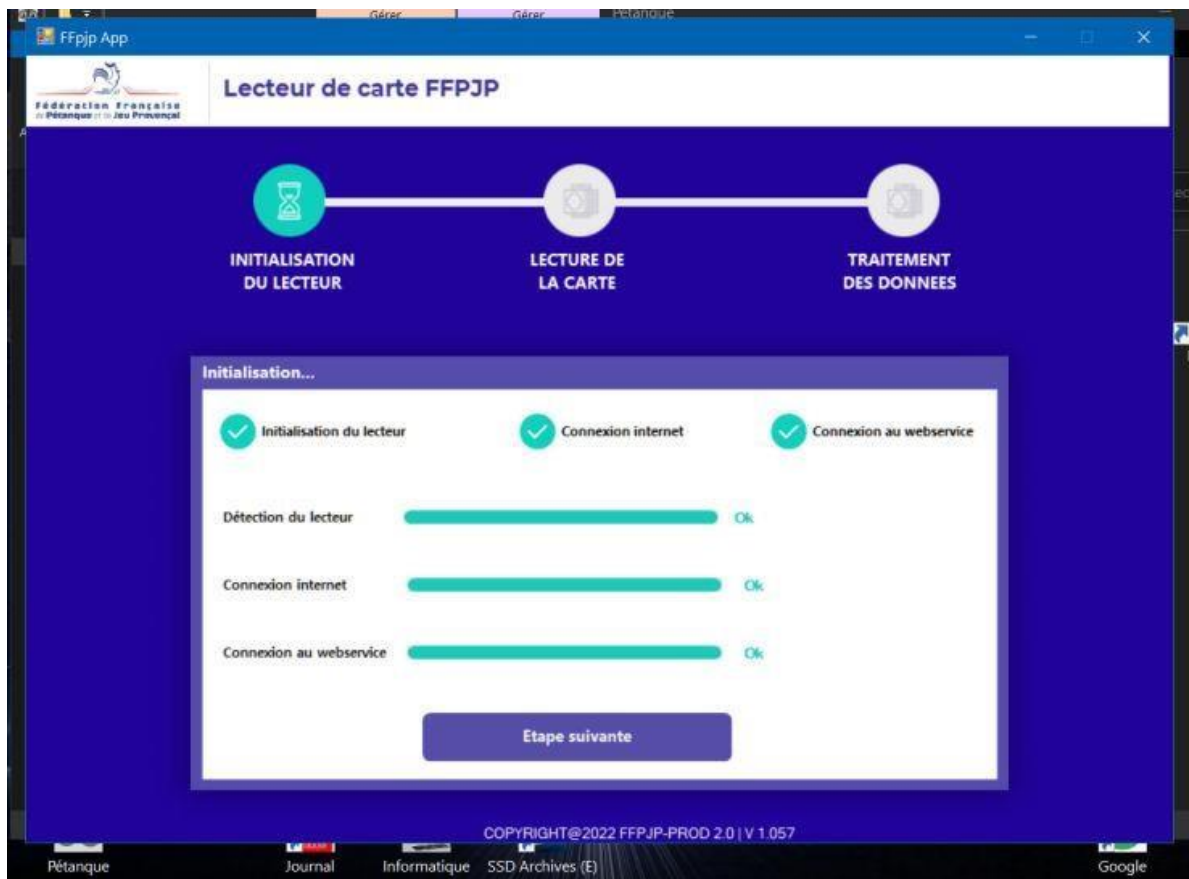 Gérer
Gérer
Pétanque
FFpjp App
Fédération Française
de Pétanque et de Jeu Provençal
Lecteur de carte FFPJP
INITIALISATION
DU LECTEUR
LECTURE DE
LA CARTE
TRAITEMENT
DES DONNEES
Initialisation...
Initialisation du lecteur
Connexion internet
Connexion au webservice
Détection du lecteur
Ok
Connexion internet
Ok
Connexion au webservice
Ok
Etape suivante
COPYRIGHT@2022 FFPJP-PROD 2.0 | V 1.057
Pétanque
Journal
Informatique
SSD Archives (E)
Google